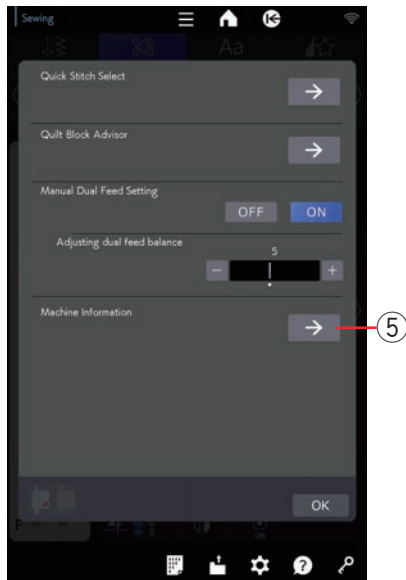 Sewing
Aa
Quick Stitch Select
Quilt Block Advisor
Manual Dual Feed Setting
OFF ON
Adjusting dual feed balance
5
− +
Machine Information
5
OK